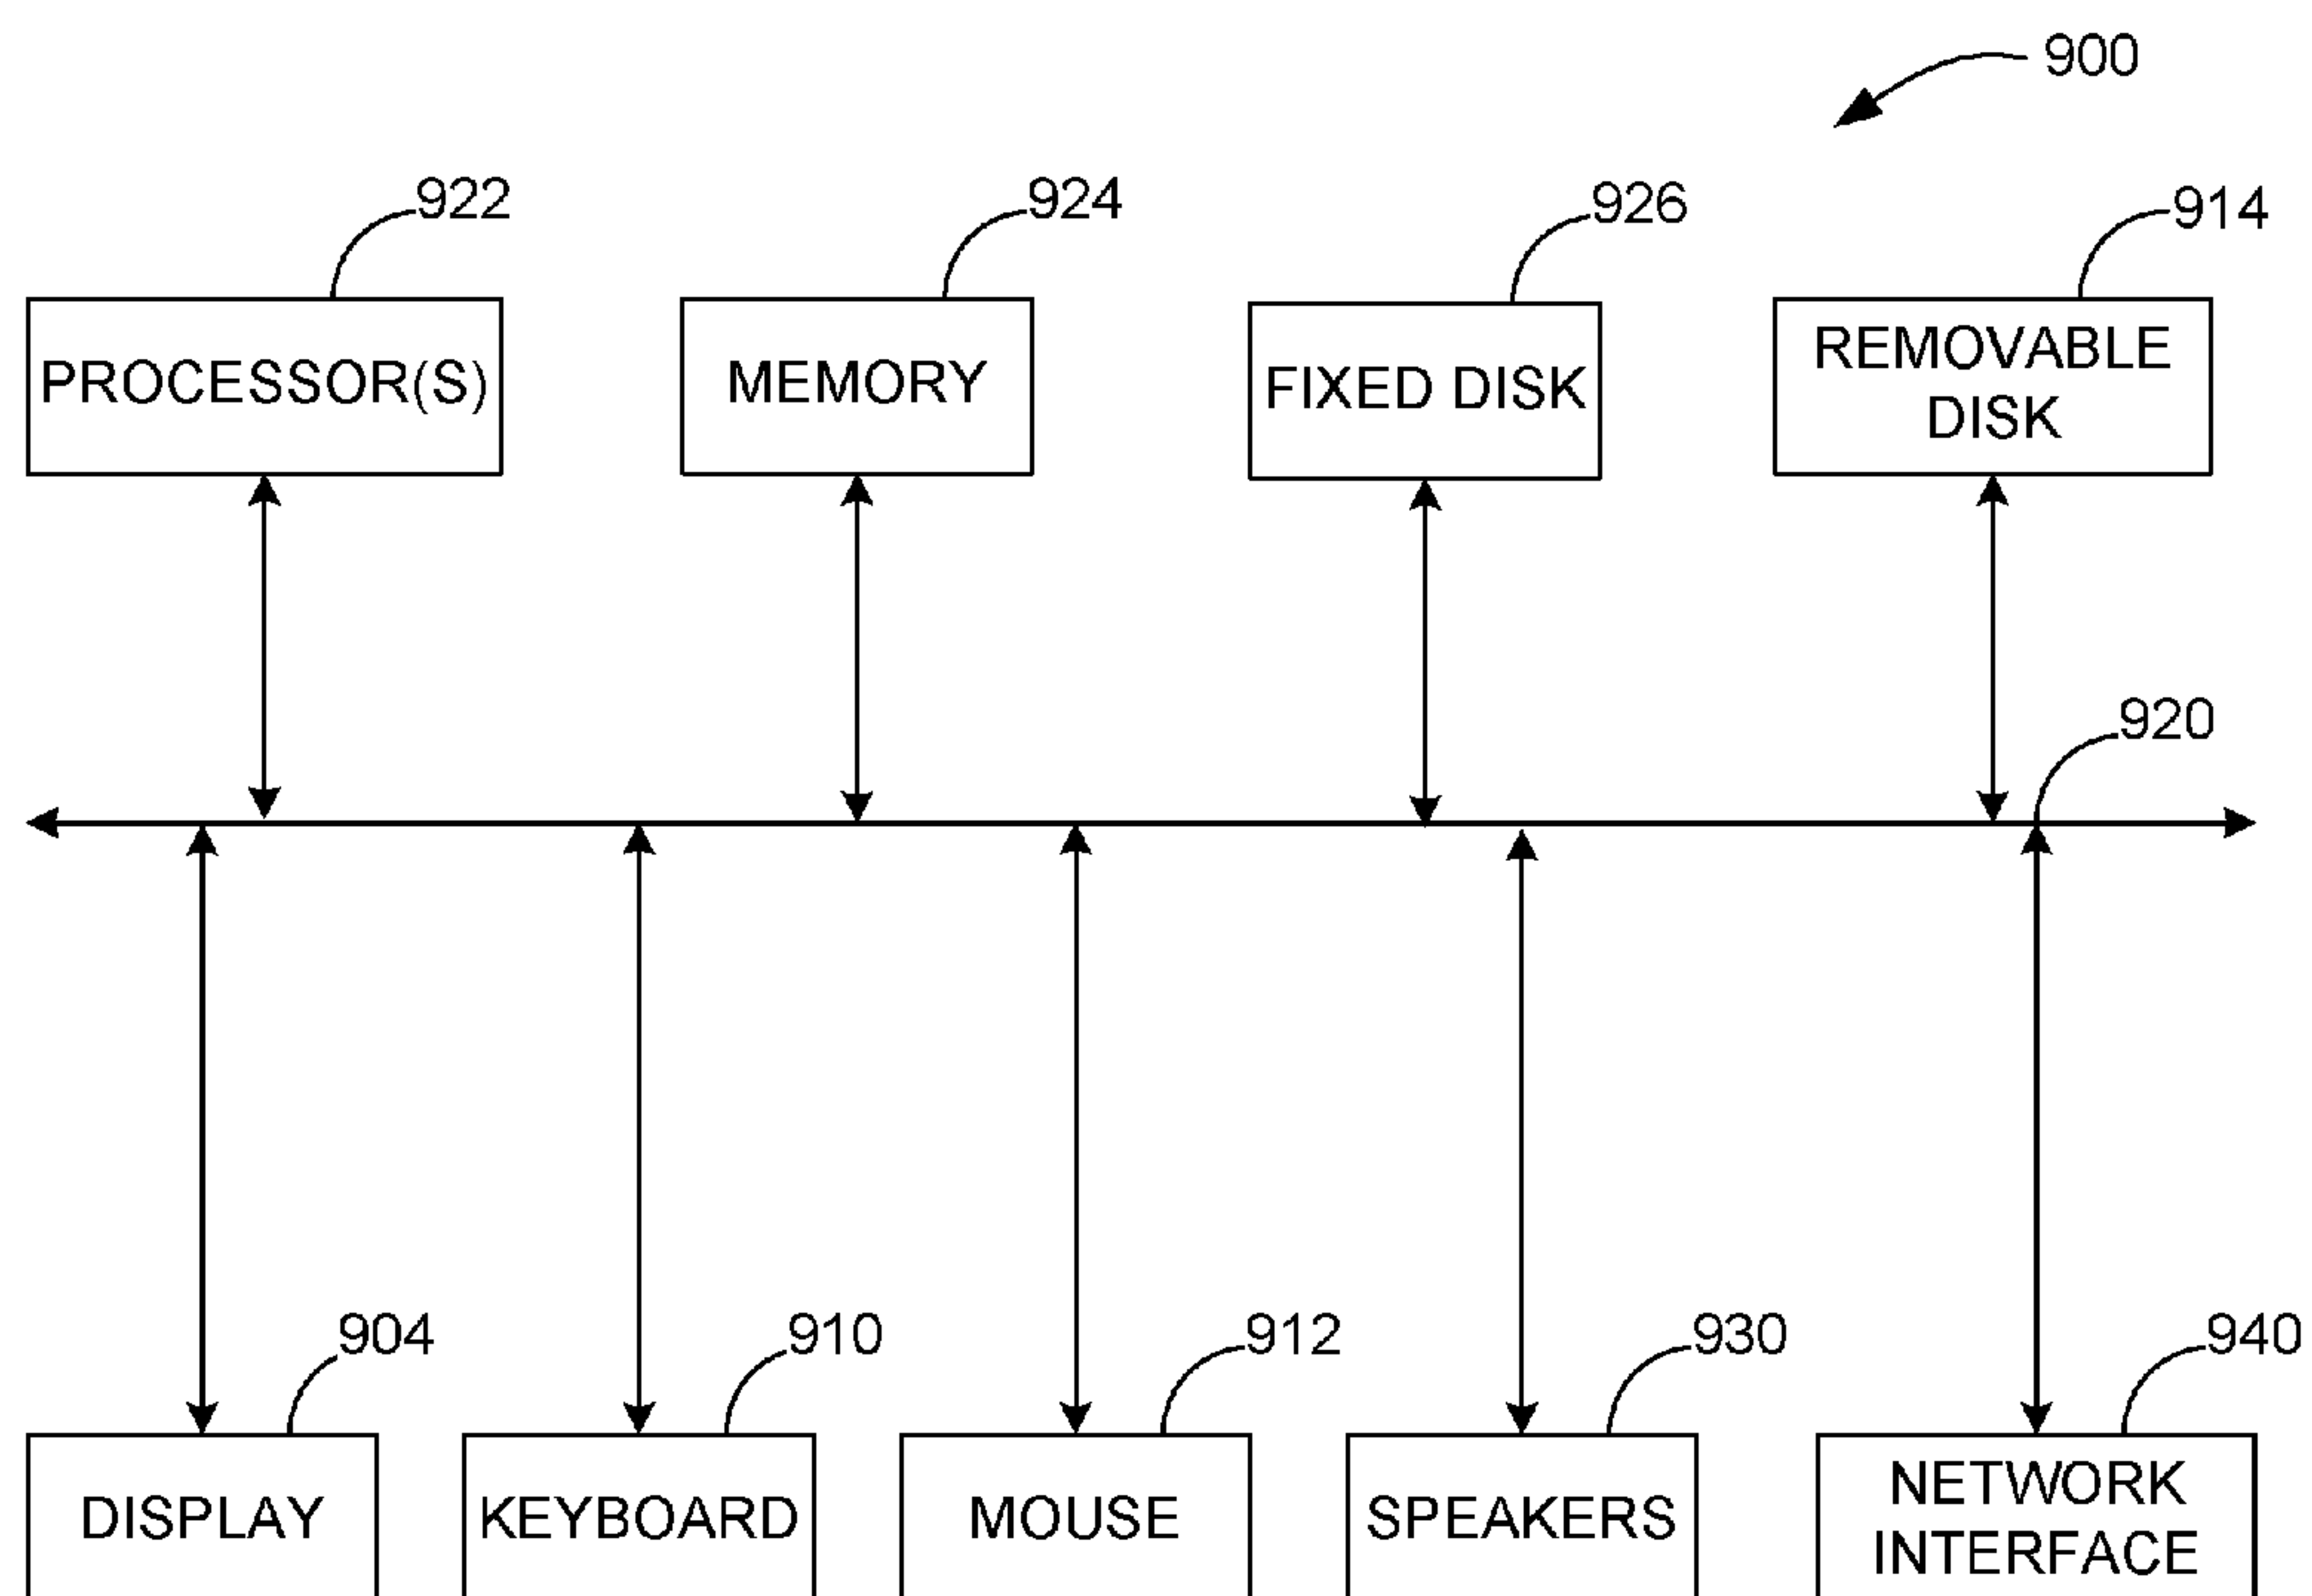 900
922
924
926
914
PROCESSOR(S)
MEMORY
FIXED DISK
REMOVABLE
DISK
920
904
910
912
930
940
DISPLAY
KEYBOARD
MOUSE
SPEAKERS
NETWORK
INTERFACE